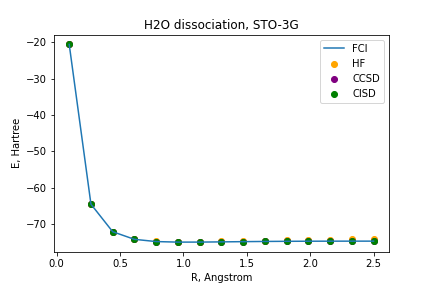 H2O dissociation, STO-3G
−20
−30
−40
−50
−60
−70
E, Hartree
FCI
HF
CCSD
CISD
0.0 0.5 1.0 1.5 2.0 2.5
R, Angstrom